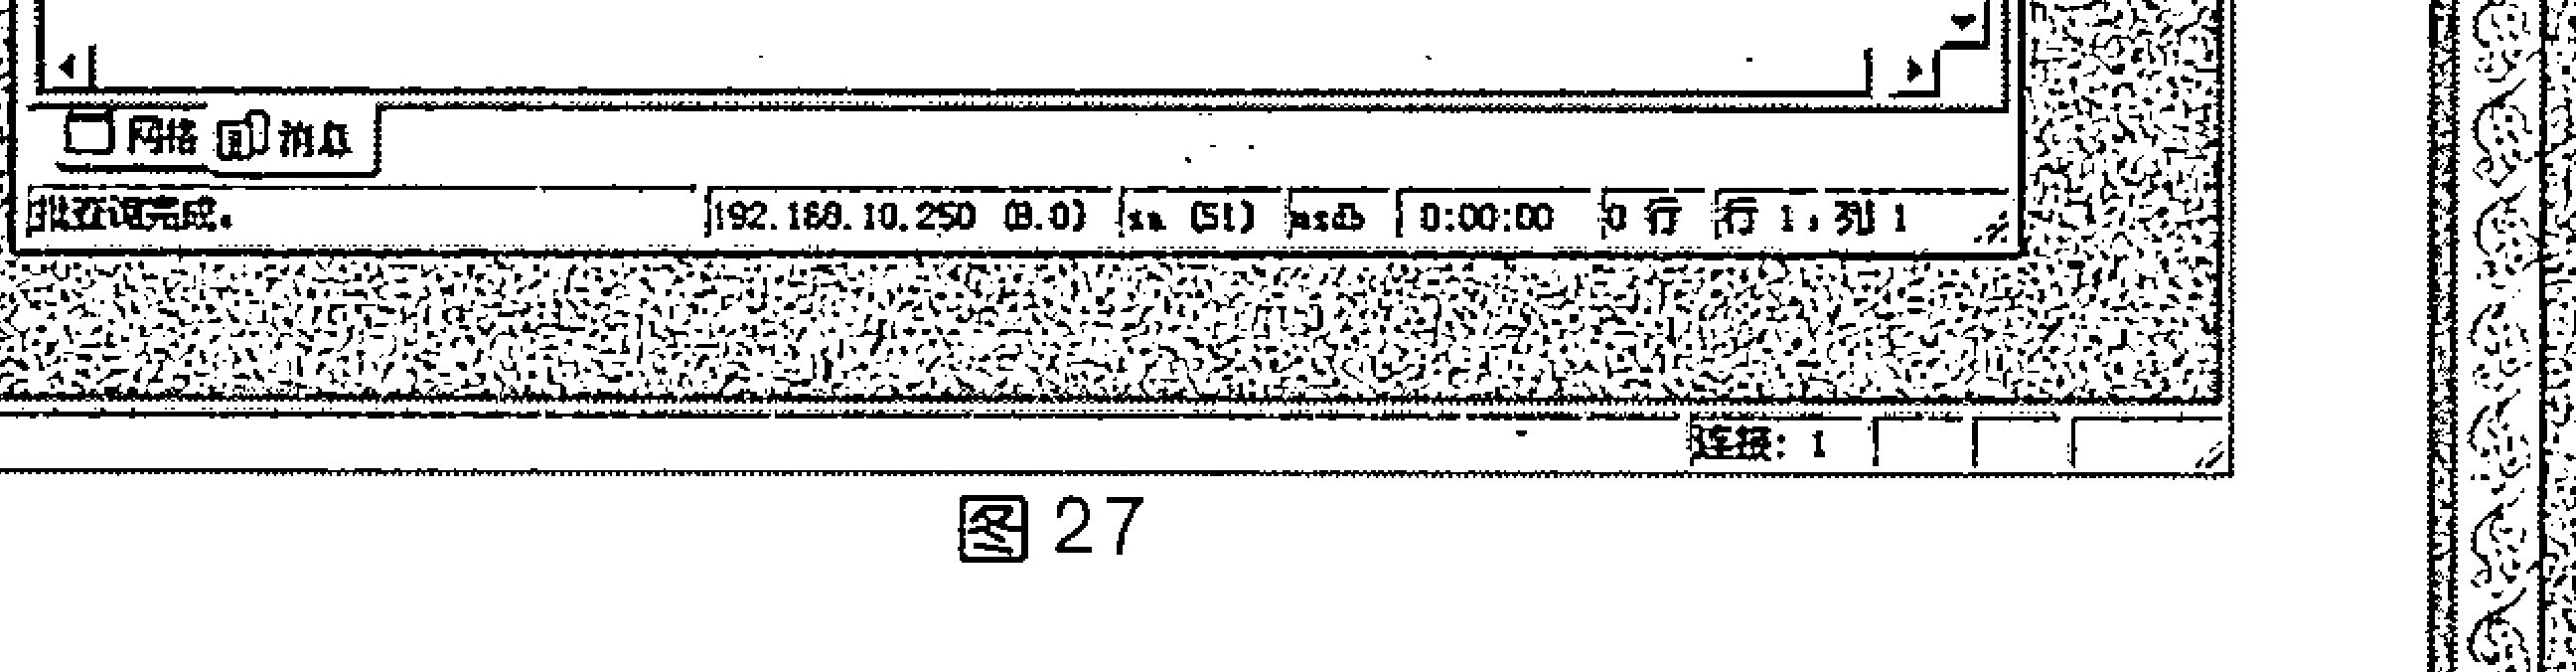 网格 消息
批查询完成。 192.168.10.250 (8.0) sa (51) msdb 0:00:00 0 行 行 1，列 1
连接: 1
图 27